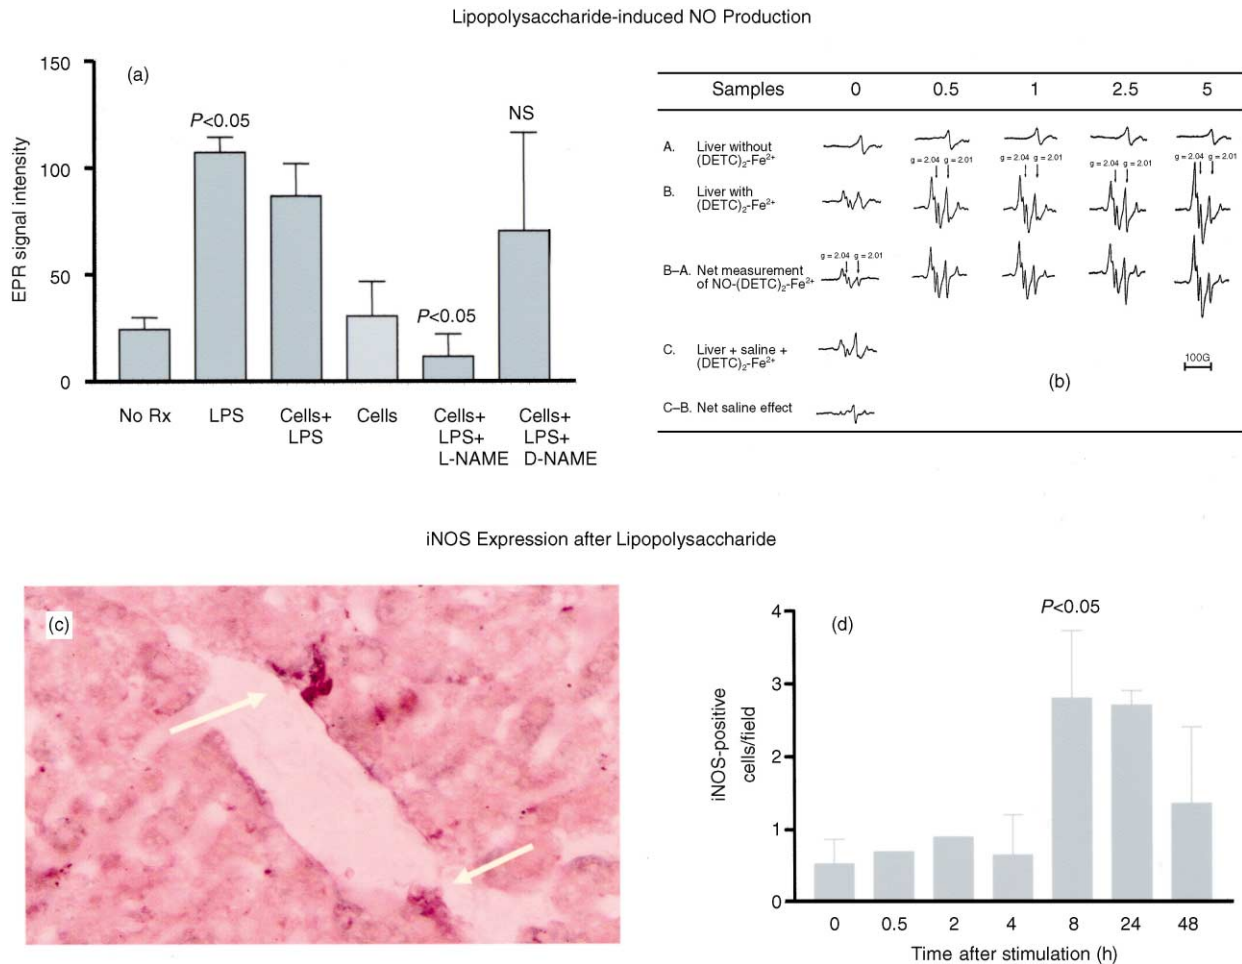 Lipopolysaccharide-induced NO Production
(a)
EPR signal intensity
150
100
50
0
P<0.05
P<0.05
NS
No Rx
LPS
Cells+
LPS
Cells
Cells+
LPS+
L-NAME
Cells+
LPS+
D-NAME
Samples 0 0.5 1 2.5 5
A. Liver without
(DETC)₂-Fe²⁺
g = 2.04 g = 2.01 g = 2.04 g = 2.01 g = 2.04 g = 2.01 g = 2.04 g = 2.01
B. Liver with
(DETC)₂-Fe²⁺
g = 2.04 g = 2.01
B–A. Net measurement
of NO-(DETC)₂-Fe²⁺
C. Liver + saline +
(DETC)₂-Fe²⁺
100G
(b)
C–B. Net saline effect
iNOS Expression after Lipopolysaccharide
(c)
(d)
iNOS-positive
cells/field
4
3
2
1
0
P<0.05
0 0.5 2 4 8 24 48
Time after stimulation (h)